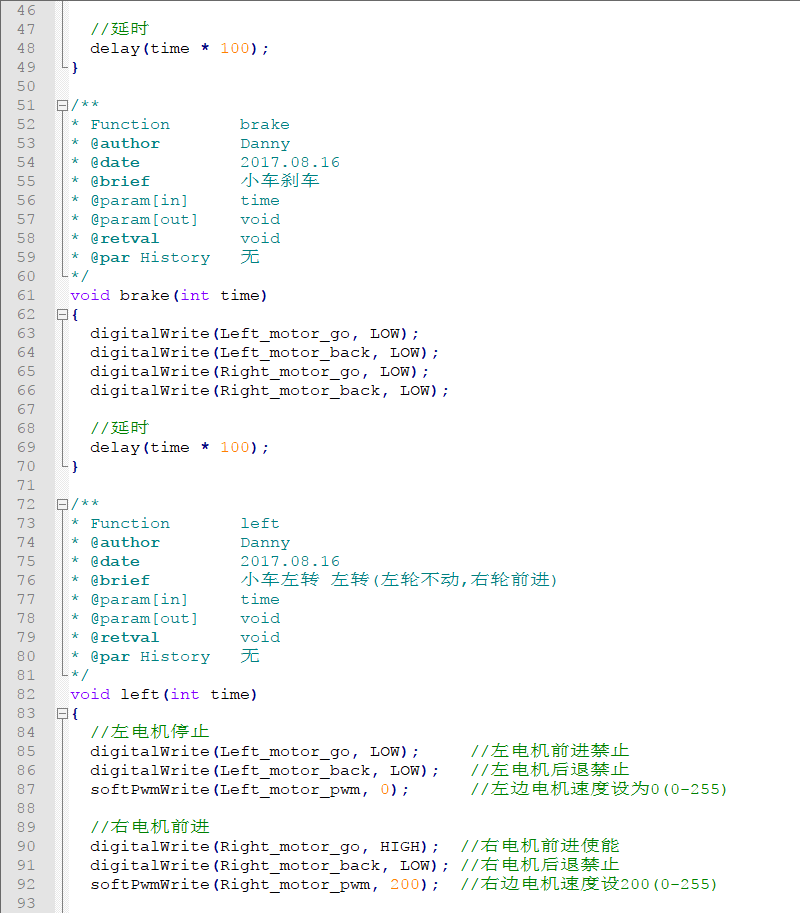 46
47 //延时
48 delay(time * 100);
49 }
50
51 /**
52 * Function brake
53 * @author Danny
54 * @date 2017.08.16
55 * @brief 小车刹车
56 * @param[in] time
57 * @param[out] void
58 * @retval void
59 * @par History 无
60 */
61 void brake(int time)
62 {
63 digitalWrite(Left_motor_go, LOW);
64 digitalWrite(Left_motor_back, LOW);
65 digitalWrite(Right_motor_go, LOW);
66 digitalWrite(Right_motor_back, LOW);
67
68 //延时
69 delay(time * 100);
70 }
71
72 /**
73 * Function left
74 * @author Danny
75 * @date 2017.08.16
76 * @brief 小车左转 左转(左轮不动,右轮前进)
77 * @param[in] time
78 * @param[out] void
79 * @retval void
80 * @par History 无
81 */
82 void left(int time)
83 {
84 //左电机停止
85 digitalWrite(Left_motor_go, LOW); //左电机前进禁止
86 digitalWrite(Left_motor_back, LOW); //左电机后退禁止
87 softPwmWrite(Left_motor_pwm, 0); //左边电机速度设为0(0-255)
88
89 //右电机前进
90 digitalWrite(Right_motor_go, HIGH); //右电机前进使能
91 digitalWrite(Right_motor_back, LOW); //右电机后退禁止
92 softPwmWrite(Right_motor_pwm, 200); //右边电机速度设200(0-255)
93